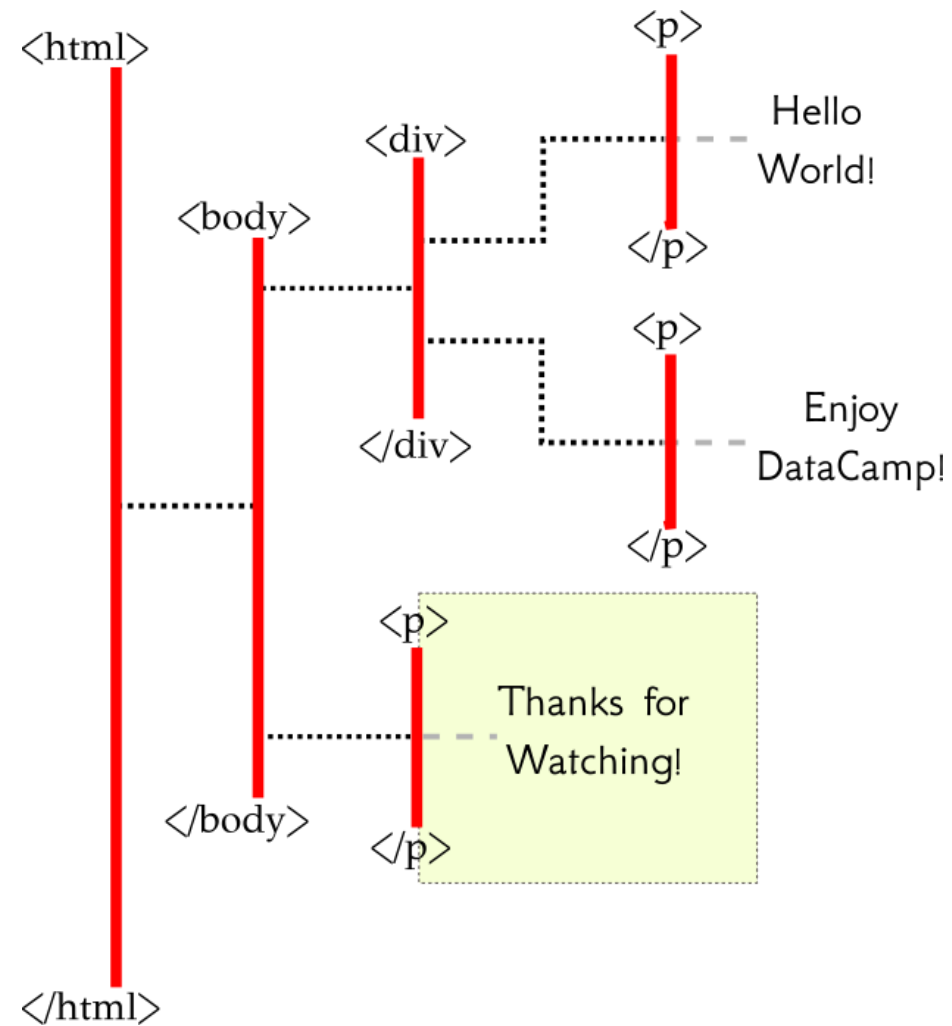 <html>
<body>
<div>
<p>
Hello
World!
</p>
<p>
Enjoy
DataCamp!
</p>
</div>
<p>
Thanks for
Watching!
</p>
</body>
</html>